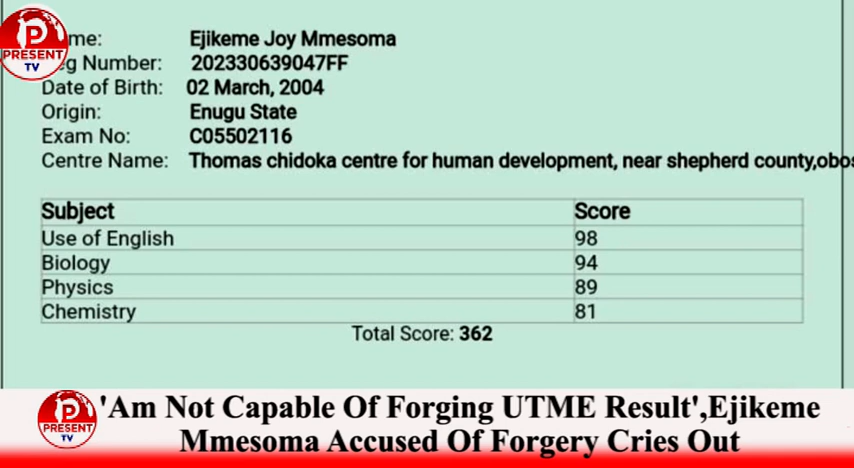 PRESENT
TV
me:
Ejikeme Joy Mmesoma
eg Number:
202330639047FF
Date of Birth:
02 March, 2004
Origin:
Enugu State
Exam No:
C05502116
Centre Name:
Thomas chidoka centre for human development, near shepherd county,obos
Subject
Score
Use of English
98
Biology
94
Physics
89
Chemistry
81
Total Score: 362
PRESENT
TV
'Am Not Capable Of Forging UTME Result',Ejikeme
Mmesoma Accused Of Forgery Cries Out